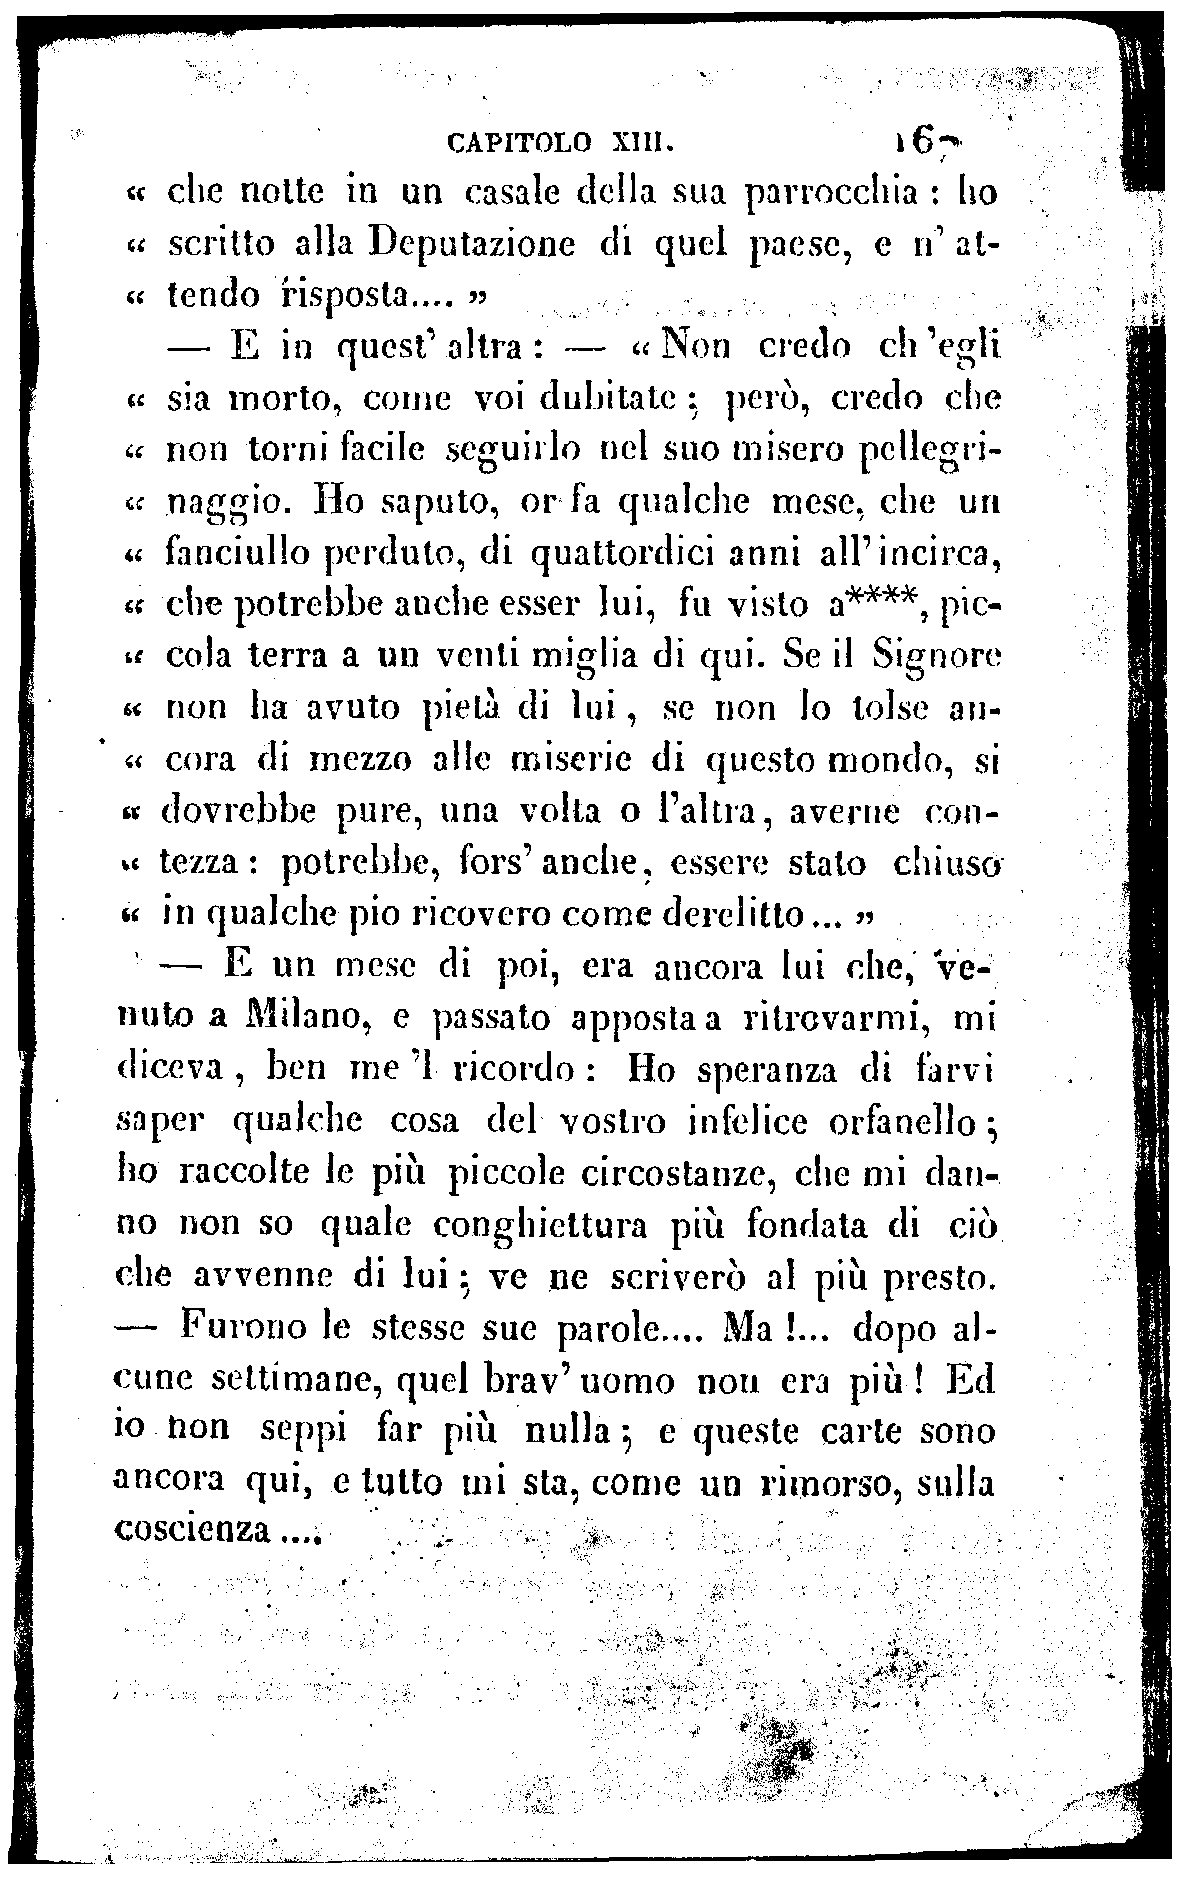 CAPITOLO XIII.
“ che notte in un casale della sua parrocchia : ho
“ scritto alla Deputazione di quel paese, e n’ at-
“ tendo risposta.... ”
— E in quest’ altra : — “ Non credo ch’egli
“ sia morto, come voi dubitate ; però, credo che
“ non torni facile seguirlo nel suo misero pellegri-
“ naggio. Ho saputo, or fa qualche mese, che un
“ fanciullo perduto, di quattordici anni all’incirca,
“ che potrebbe anche esser lui, fu visto a****, pic-
“ cola terra a un venti miglia di qui. Se il Signore
“ non ha avuto pietà di lui, se non lo tolse an-
“ cora di mezzo alle miserie di questo mondo, si
“ dovrebbe pure, una volta o l’altra, averne con-
“ tezza : potrebbe, fors’ anche, essere stato chiuso
“ in qualche pio ricovero come derelitto... ”
— E un mese di poi, era ancora lui che, ve-
nuto a Milano, e passato apposta a ritrovarmi, mi
diceva, ben me ’l ricordo : Ho speranza di farvi
saper qualche cosa del vostro infelice orfanello ;
ho raccolte le più piccole circostanze, che mi dan-
no non so quale conghiettura più fondata di ciò
che avvenne di lui ; ve ne scriverò al più presto.
— Furono le stesse sue parole.... Ma !... dopo al-
cune settimane, quel brav’ uomo non era più ! Ed
io non seppi far più nulla ; e queste carte sono
ancora qui, e tutto mi sta, come un rimorso, sulla
coscienza....